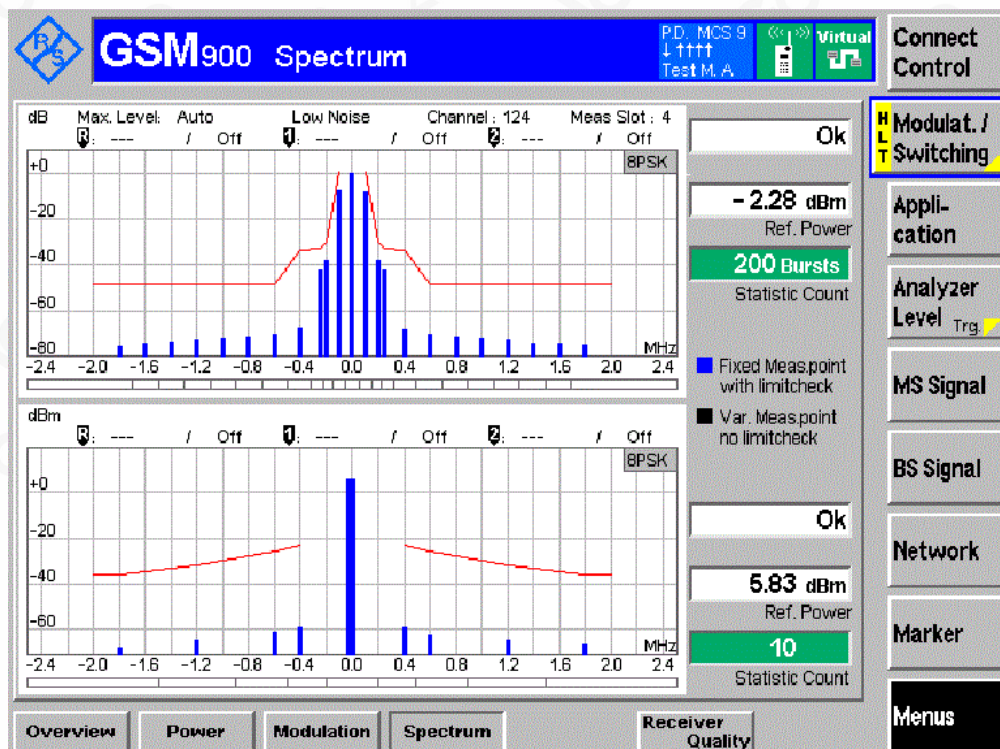 R/S
GSM900 Spectrum
P.D. MCS 9
↓ ↑↑↑↑
Test M. A.
Virtual
Connect
Control
dB Max. Level: Auto Low Noise Channel : 124 Meas Slot : 4
R: --- / Off 1: --- / Off 2: --- / Off
8PSK
+0
-20
-40
-60
-80
MHz
-2.4 -2.0 -1.6 -1.2 -0.8 -0.4 0.0 0.4 0.8 1.2 1.6 2.0 2.4
Ok
-2.28 dBm
Ref. Power
200 Bursts
Statistic Count
Fixed Meas.point
with limitcheck
Var. Meas.point
no limitcheck
dBm
R: --- / Off 1: --- / Off 2: --- / Off
8PSK
+0
-20
-40
-60
MHz
-2.4 -2.0 -1.6 -1.2 -0.8 -0.4 0.0 0.4 0.8 1.2 1.6 2.0 2.4
Ok
5.83 dBm
Ref. Power
10
Statistic Count
HLT
Modulat. /
Switching
Appli-
cation
Analyzer
Level Trg.
MS Signal
BS Signal
Network
Marker
Menus
Overview
Power
Modulation
Spectrum
Receiver
Quality